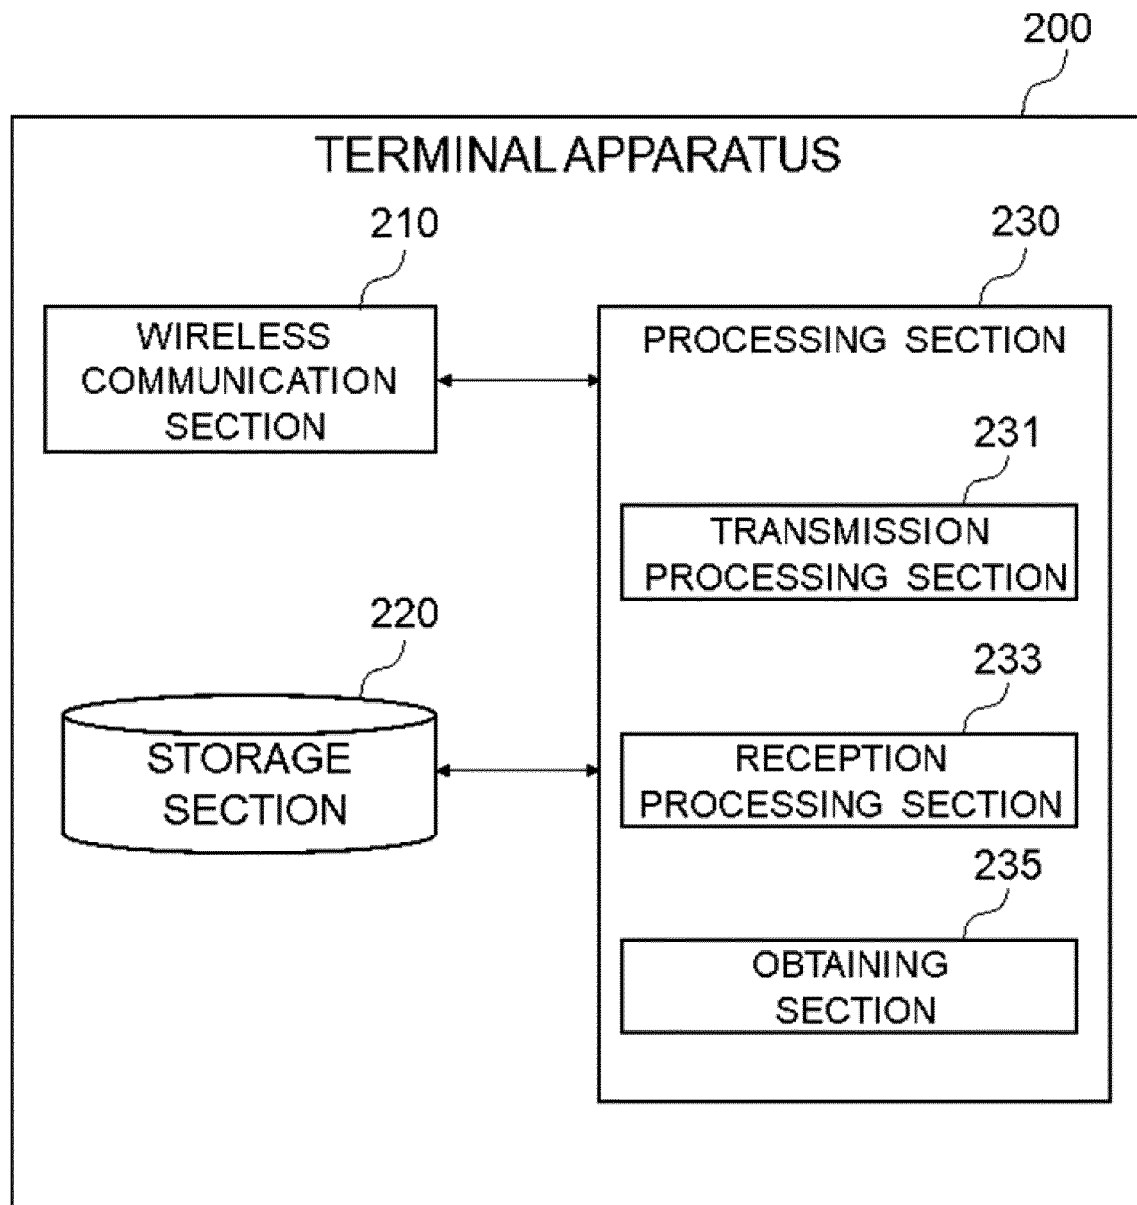 200
TERMINAL APPARATUS
210
WIRELESS
COMMUNICATION
SECTION
230
PROCESSING SECTION
231
TRANSMISSION
PROCESSING SECTION
220
STORAGE
SECTION
233
RECEPTION
PROCESSING SECTION
235
OBTAINING
SECTION